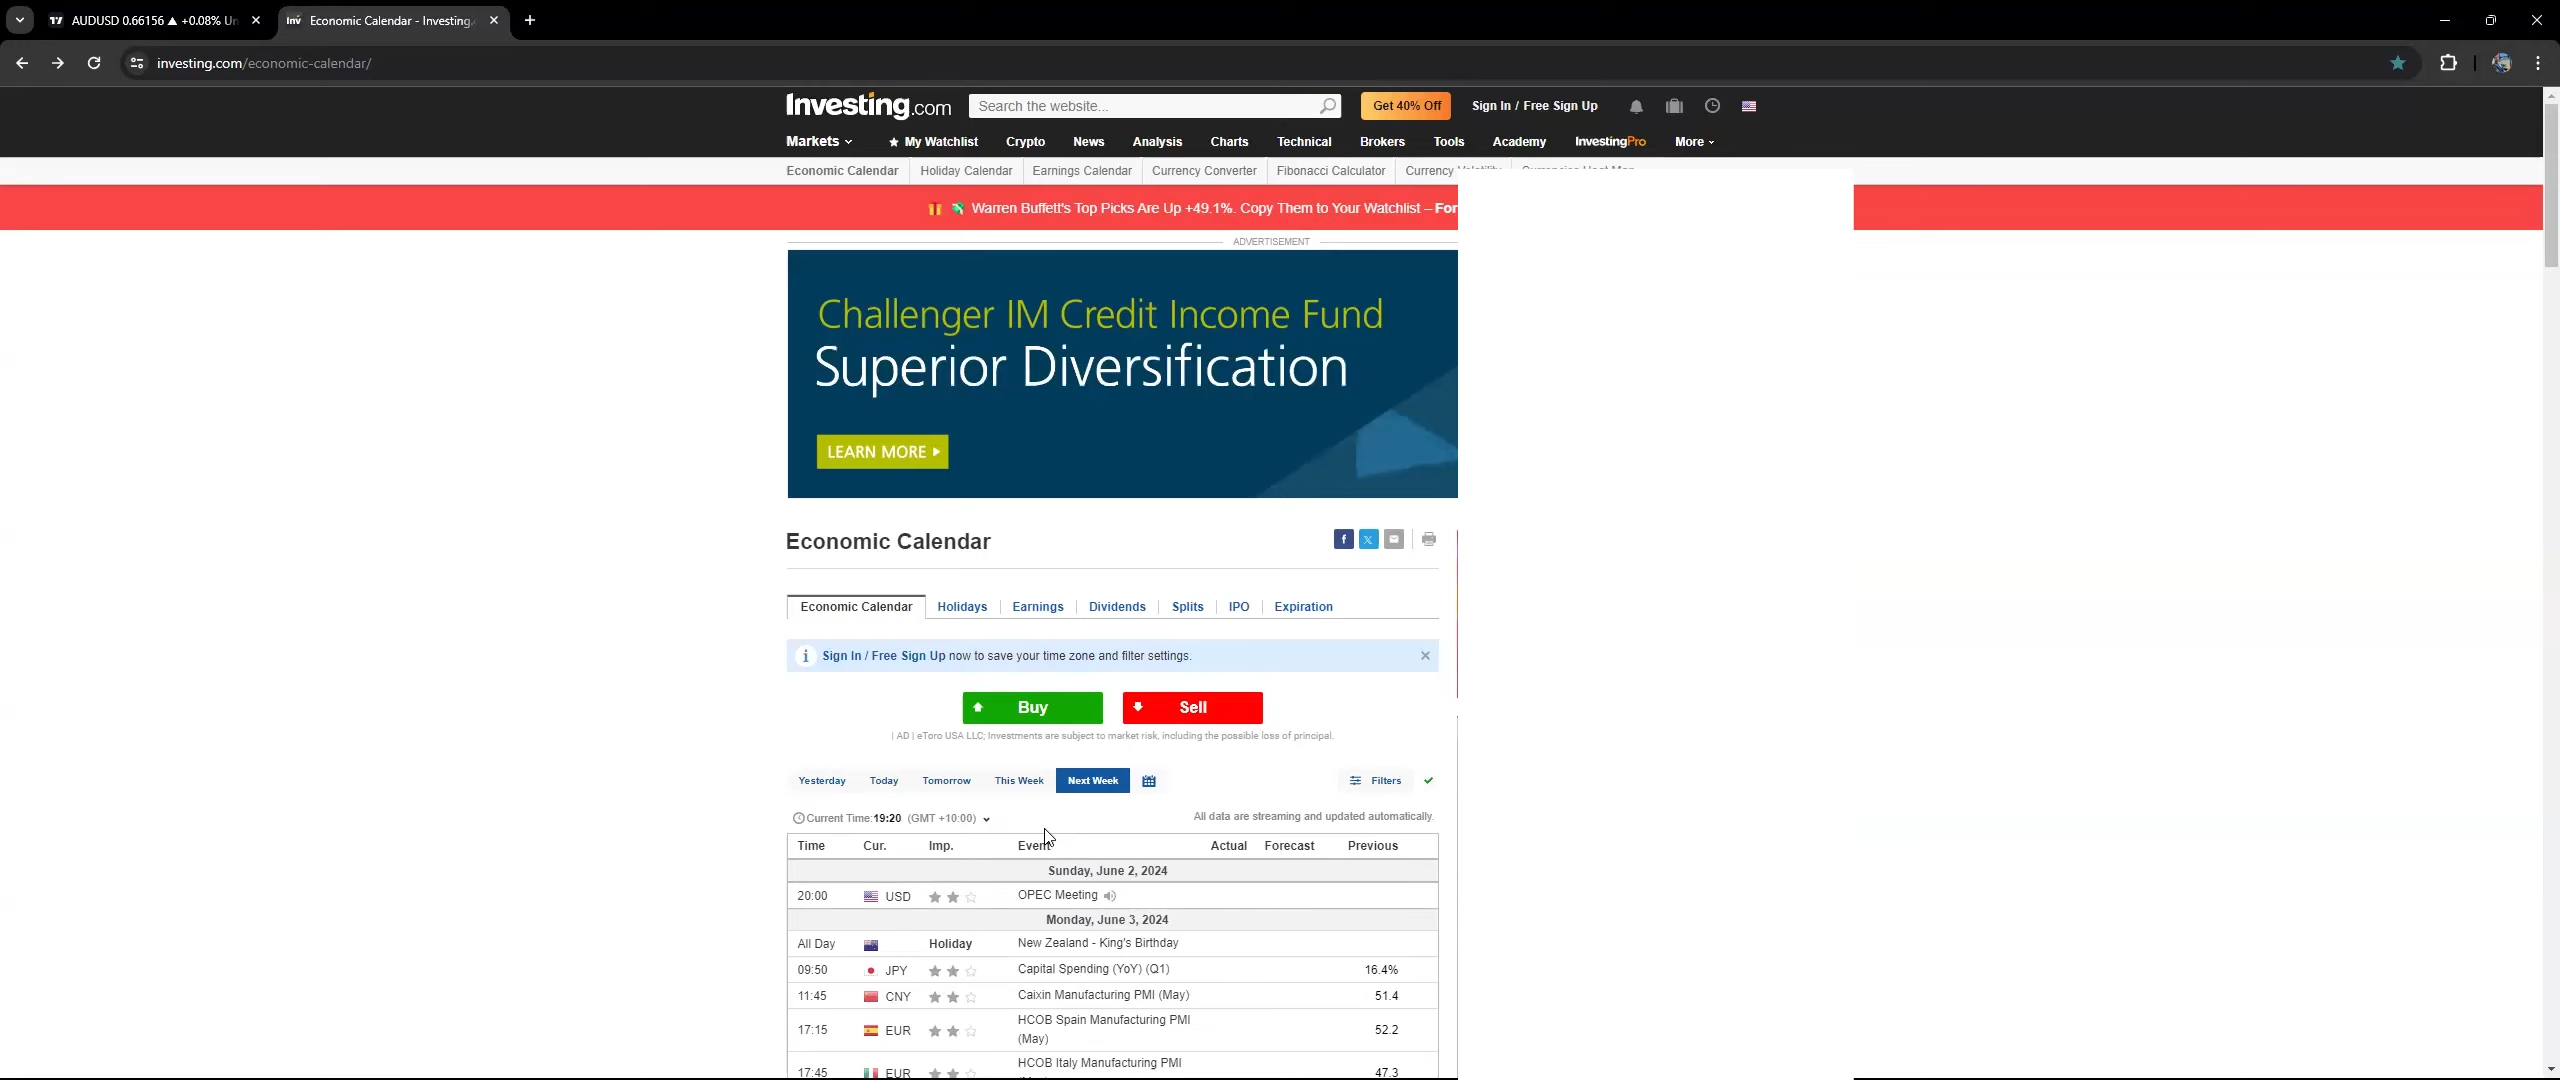 AUDUSD 0.66156 ▲ +0.08% Un
Economic Calendar - Investing.
investing.com/economic-calendar/
Investing.com
Search the website...
Get 40% Off
Sign In / Free Sign Up
Markets
My Watchlist
Crypto
News
Analysis
Charts
Technical
Brokers
Tools
Academy
InvestingPro
More
Economic Calendar
Holiday Calendar
Earnings Calendar
Currency Converter
Fibonacci Calculator
Currency
Warren Buffett's Top Picks Are Up +49.1%. Copy Them to Your Watchlist – For
ADVERTISEMENT
Challenger IM Credit Income Fund
Superior Diversification
LEARN MORE
Economic Calendar
Economic Calendar
Holidays
Earnings
Dividends
Splits
IPO
Expiration
Sign In / Free Sign Up now to save your time zone and filter settings.
Buy
Sell
| AD | eToro USA LLC; Investments are subject to market risk, including the possible loss of principal.
Yesterday
Today
Tomorrow
This Week
Next Week
Filters
Current Time:19:20 (GMT +10:00)
All data are streaming and updated automatically.
Time Cur. Imp. Event Actual Forecast Previous
Sunday, June 2, 2024
20:00 USD OPEC Meeting
Monday, June 3, 2024
All Day Holiday New Zealand - King's Birthday
09:50 JPY Capital Spending (YoY) (Q1) 16.4%
11:45 CNY Caixin Manufacturing PMI (May) 51.4
17:15 EUR HCOB Spain Manufacturing PMI 52.2
(May)
17:45 EUR HCOB Italy Manufacturing PMI 47.3